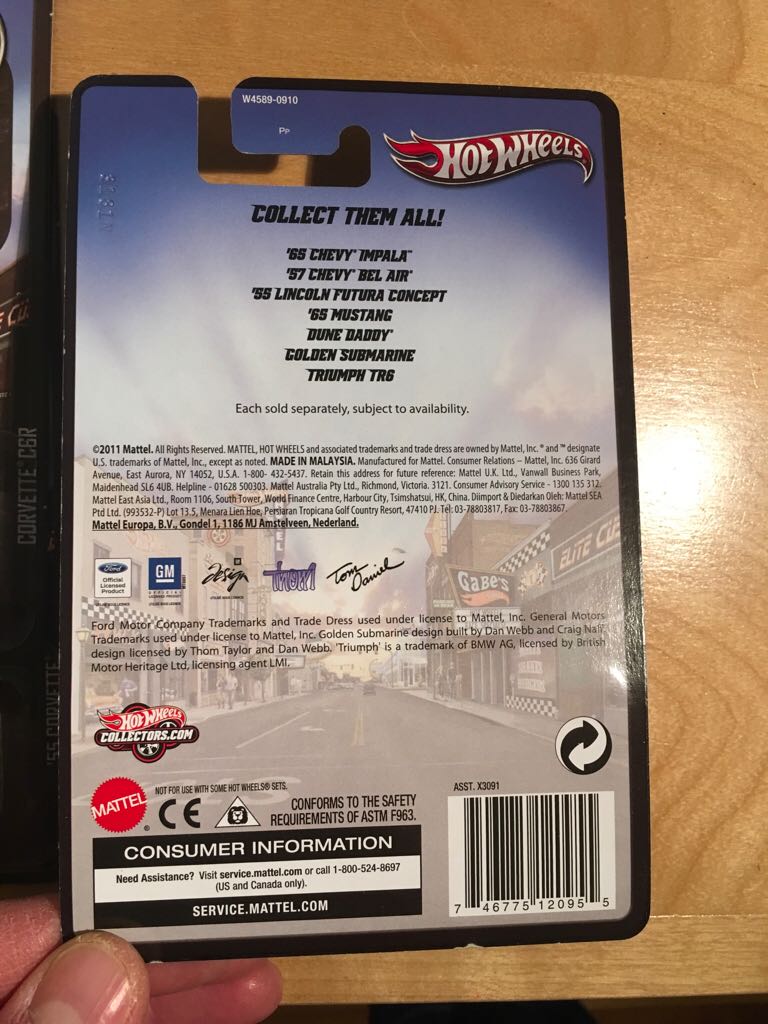 W4589-0910
PP
HOT WHEELS
COLLECT THEM ALL!
'65 CHEVY™ IMPALA™
'57 CHEVY™ BEL AIR™
'55 LINCOLN FUTURA CONCEPT
'65 MUSTANG
DUNE DADDY™
GOLDEN SUBMARINE
TRIUMPH TR6
Each sold separately, subject to availability.
©2011 Mattel. All Rights Reserved. MATTEL, HOT WHEELS and associated trademarks and trade dress are owned by Mattel, Inc. ® and ™ designate
U.S. trademarks of Mattel, Inc., except as noted. MADE IN MALAYSIA. Manufactured for Mattel. Consumer Relations – Mattel, Inc. 636 Girard
Avenue, East Aurora, NY 14052, U.S.A. 1-800- 432-5437. Retain this address for future reference: Mattel U.K. Ltd., Vanwall Business Park,
Maidenhead SL6 4UB. Helpline - 01628 500303. Mattel Australia Pty Ltd., Richmond, Victoria. 3121. Consumer Advisory Service - 1300 135 312.
Mattel East Asia Ltd., Room 1106, South Tower, World Finance Centre, Harbour City, Tsimshatsui, HK, China. Diimport & Diedarkan Oleh: Mattel SEA
Ptd Ltd. (993532-P) Lot 13.5, Menara Lien Hoe, Persiaran Tropicana Golf Country Resort, 47410 PJ. Tel: 03-78803817, Fax: 03-78803867.
Mattel Europa, B.V., Gondel 1, 1186 MJ Amstelveen, Nederland.
Ford
Official
Licensed
Product
GM
OFFICIAL
LICENSED PRODUCT
design
Tom Daniel
GABE'S
ELITE CU
Ford Motor Company Trademarks and Trade Dress used under license to Mattel, Inc. General Motors
Trademarks used under license to Mattel, Inc. Golden Submarine design built by Dan Webb and Craig Naff,
design licensed by Thom Taylor and Dan Webb. 'Triumph' is a trademark of BMW AG, licensed by British
Motor Heritage Ltd, licensing agent LMI.
HOT WHEELS
COLLECTORS.COM
MATTEL®
NOT FOR USE WITH SOME HOT WHEELS® SETS.
CE
CONFORMS TO THE SAFETY
REQUIREMENTS OF ASTM F963.
CONSUMER INFORMATION
Need Assistance? Visit service.mattel.com or call 1-800-524-8697
(US and Canada only).
SERVICE.MATTEL.COM
ASST. X3091
7 46775 12095 5
CORVETTE® C6R
'55 CORVETTE